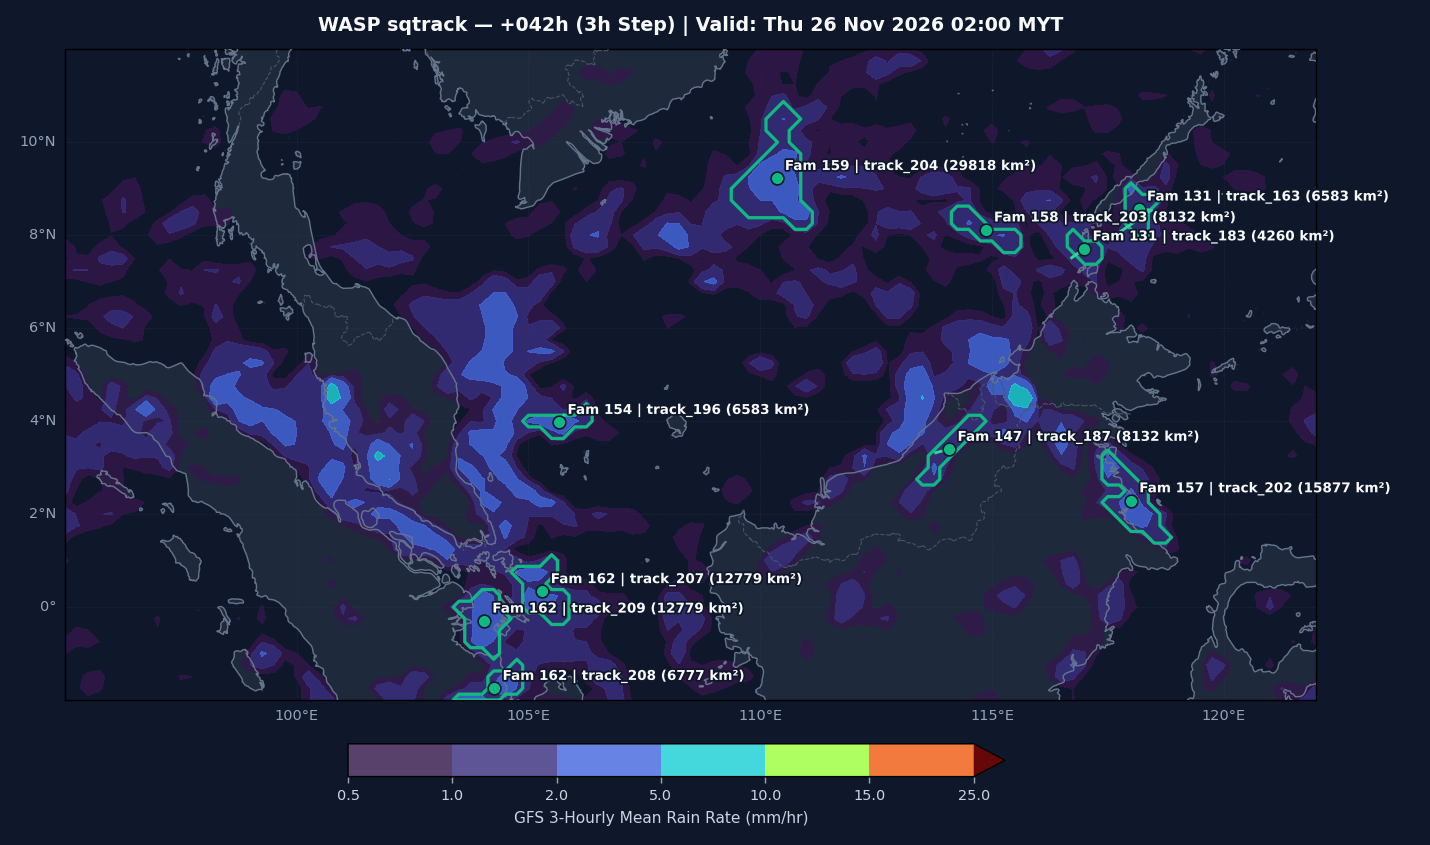 WASP sqtrack — +042h (3h Step) | Valid: Thu 26 Nov 2026 02:00 MYT
10°N
8°N
6°N
4°N
2°N
0°
Fam 159 | track_204 (29818 km²)
Fam 131 | track_163 (6583 km²)
Fam 158 | track_203 (8132 km²)
Fam 131 | track_183 (4260 km²)
Fam 154 | track_196 (6583 km²)
Fam 147 | track_187 (8132 km²)
Fam 157 | track_202 (15877 km²)
Fam 162 | track_207 (12779 km²)
Fam 162 | track_209 (12779 km²)
Fam 162 | track_208 (6777 km²)
100°E 105°E 110°E 115°E 120°E
0.5 1.0 2.0 5.0 10.0 15.0 25.0
GFS 3-Hourly Mean Rain Rate (mm/hr)